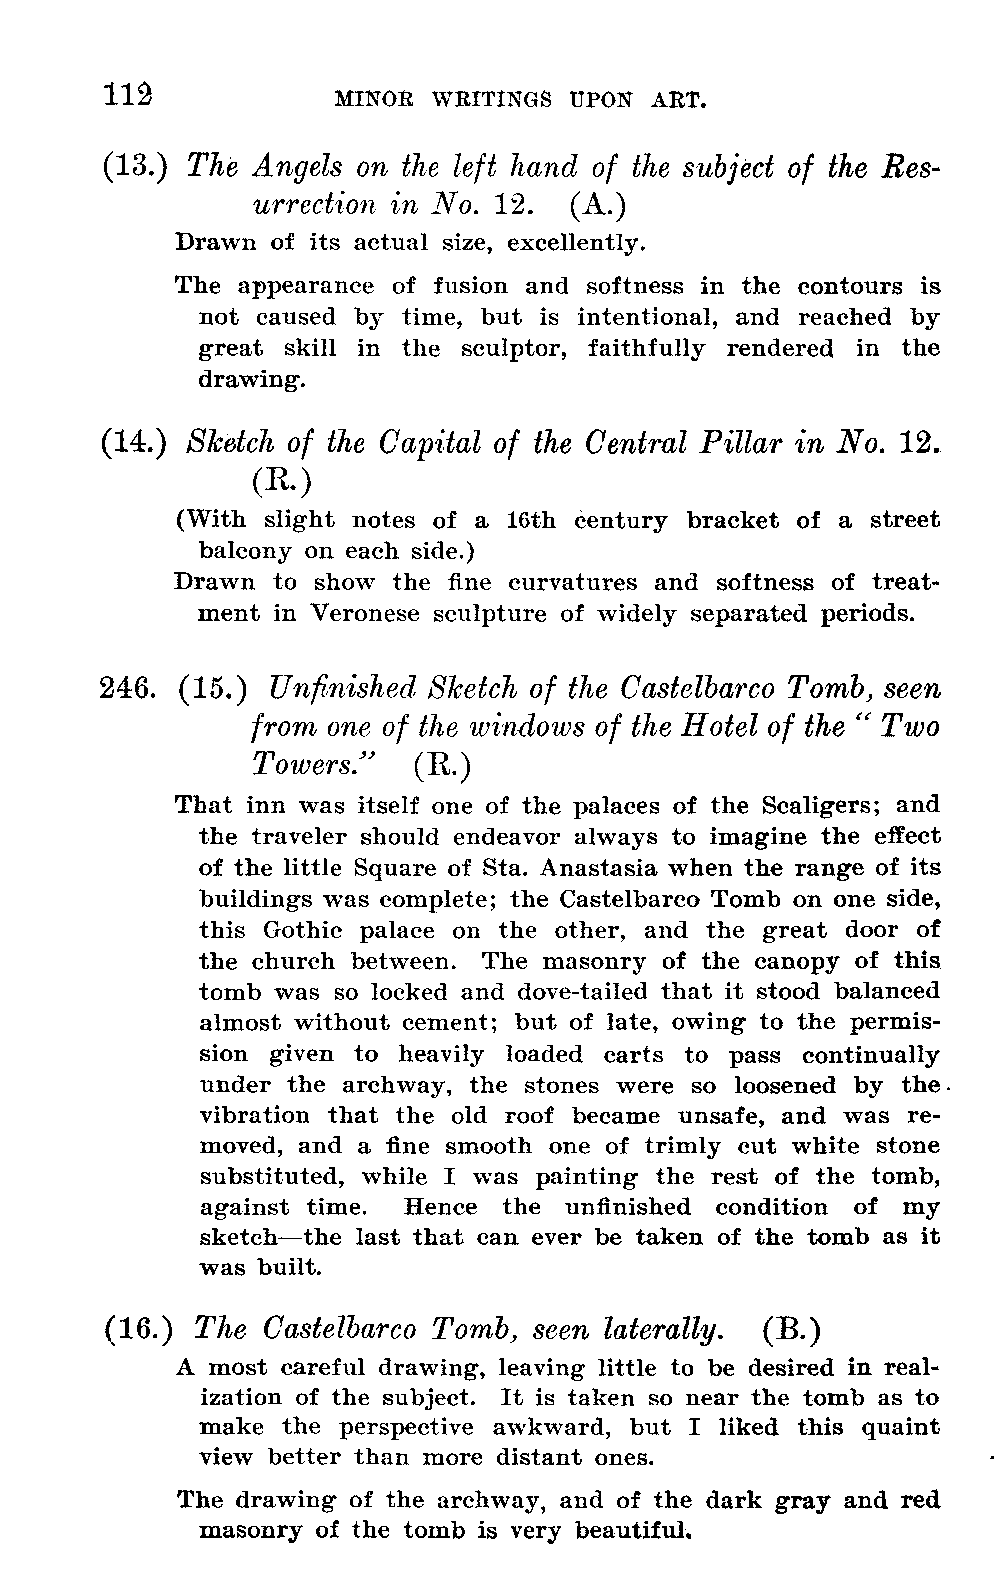 112 MINOR WRITINGS UPON ART.
(13.) The Angels on the left hand of the subject of the Res-
urrection in No. 12. (A.)
Drawn of its actual size, excellently.
The appearance of fusion and softness in the contours is
not caused by time, but is intentional, and reached by
great skill in the sculptor, faithfully rendered in the
drawing.
(14.) Sketch of the Capital of the Central Pillar in No. 12.
(R.)
(With slight notes of a 16th century bracket of a street
balcony on each side.)
Drawn to show the fine curvatures and softness of treat-
ment in Veronese sculpture of widely separated periods.
246. (15.) Unfinished Sketch of the Castelbarco Tomb, seen
from one of the windows of the Hotel of the “ Two
Towers.” (R.)
That inn was itself one of the palaces of the Scaligers; and
the traveler should endeavor always to imagine the effect
of the little Square of Sta. Anastasia when the range of its
buildings was complete; the Castelbarco Tomb on one side,
this Gothic palace on the other, and the great door of
the church between. The masonry of the canopy of this
tomb was so locked and dove-tailed that it stood balanced
almost without cement; but of late, owing to the permis-
sion given to heavily loaded carts to pass continually
under the archway, the stones were so loosened by the
vibration that the old roof became unsafe, and was re-
moved, and a fine smooth one of trimly cut white stone
substituted, while I was painting the rest of the tomb,
against time. Hence the unfinished condition of my
sketch—the last that can ever be taken of the tomb as it
was built.
(16.) The Castelbarco Tomb, seen laterally. (B.)
A most careful drawing, leaving little to be desired in real-
ization of the subject. It is taken so near the tomb as to
make the perspective awkward, but I liked this quaint
view better than more distant ones.
The drawing of the archway, and of the dark gray and red
masonry of the tomb is very beautiful.